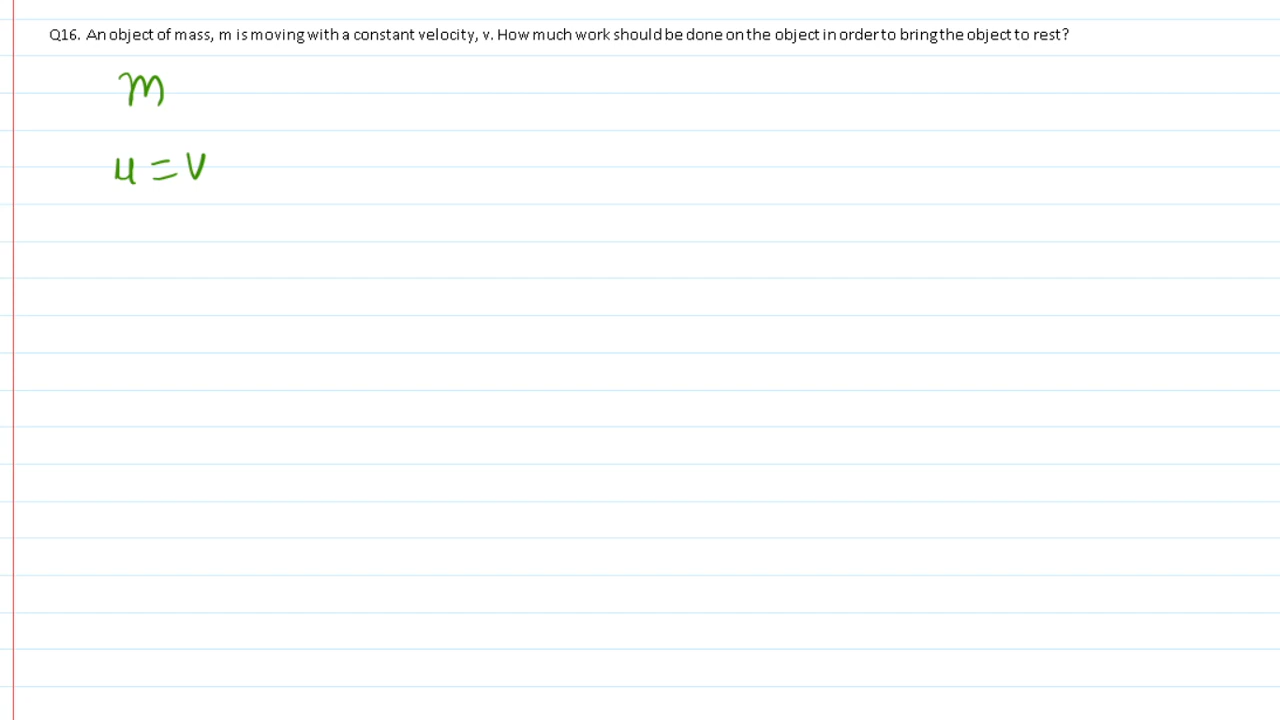 Q16. An object of mass, m is moving with a constant velocity, v. How much work should be done on the object in order to bring the object to rest?
m
u = v